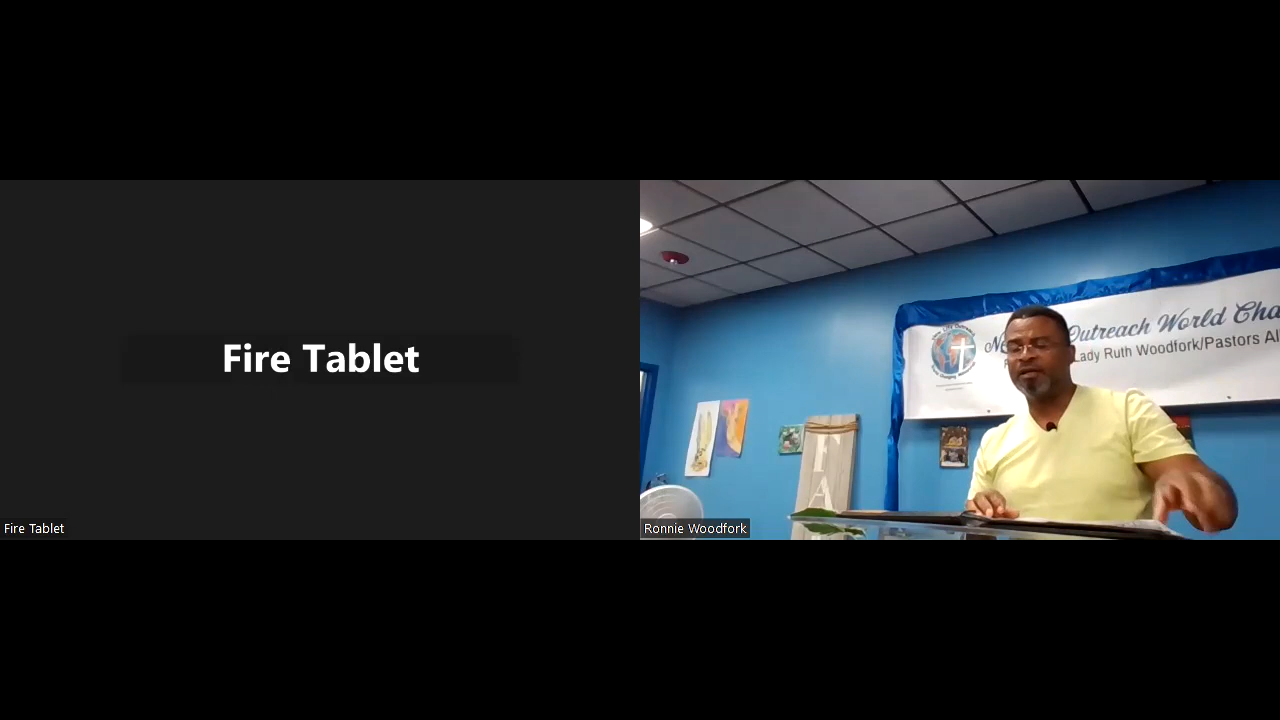 Fire Tablet
Fire Tablet
Outreach World Cha
Lady Ruth Woodfork/Pastors Al
F
A
Ronnie Woodfork